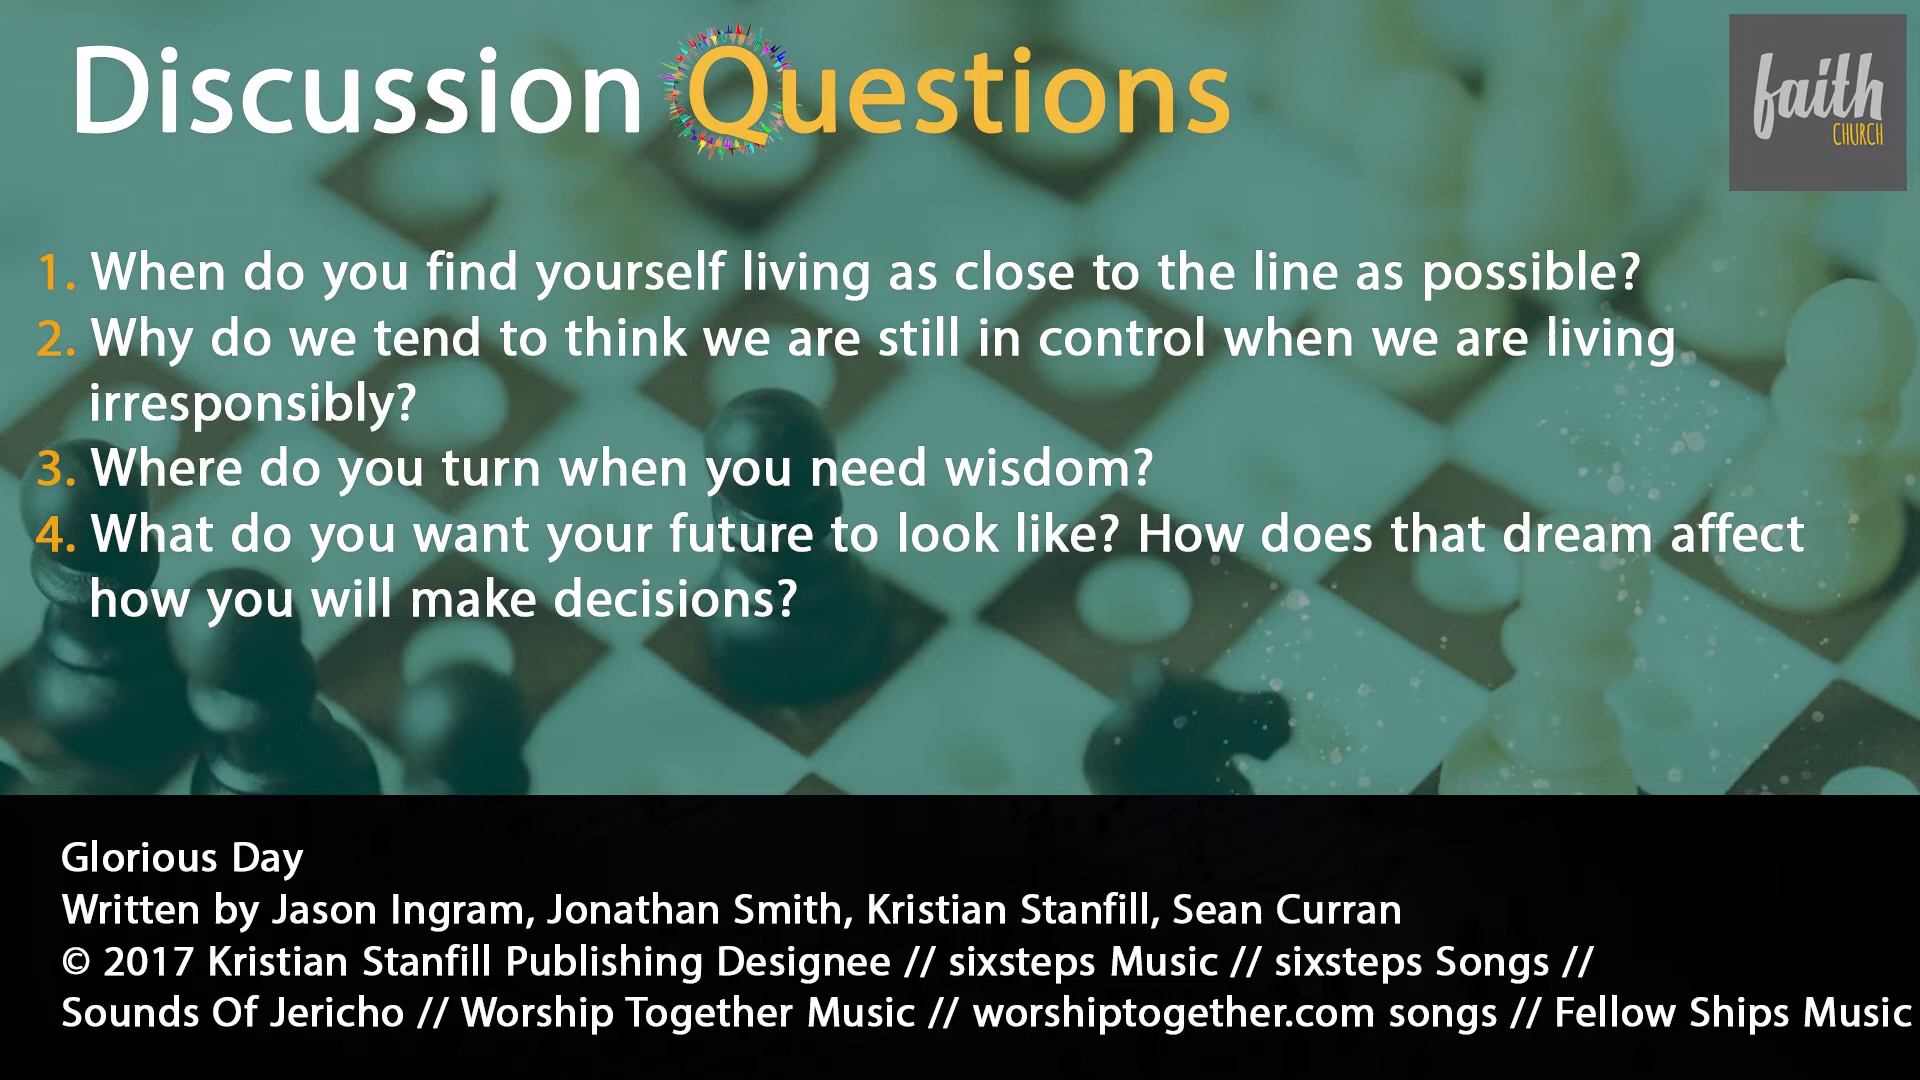 Discussion Questions
faith
CHURCH
1. When do you find yourself living as close to the line as possible?
2. Why do we tend to think we are still in control when we are living
irresponsibly?
3. Where do you turn when you need wisdom?
4. What do you want your future to look like? How does that dream affect
how you will make decisions?
Glorious Day
Written by Jason Ingram, Jonathan Smith, Kristian Stanfill, Sean Curran
© 2017 Kristian Stanfill Publishing Designee // sixsteps Music // sixsteps Songs //
Sounds Of Jericho // Worship Together Music // worshiptogether.com songs // Fellow Ships Music